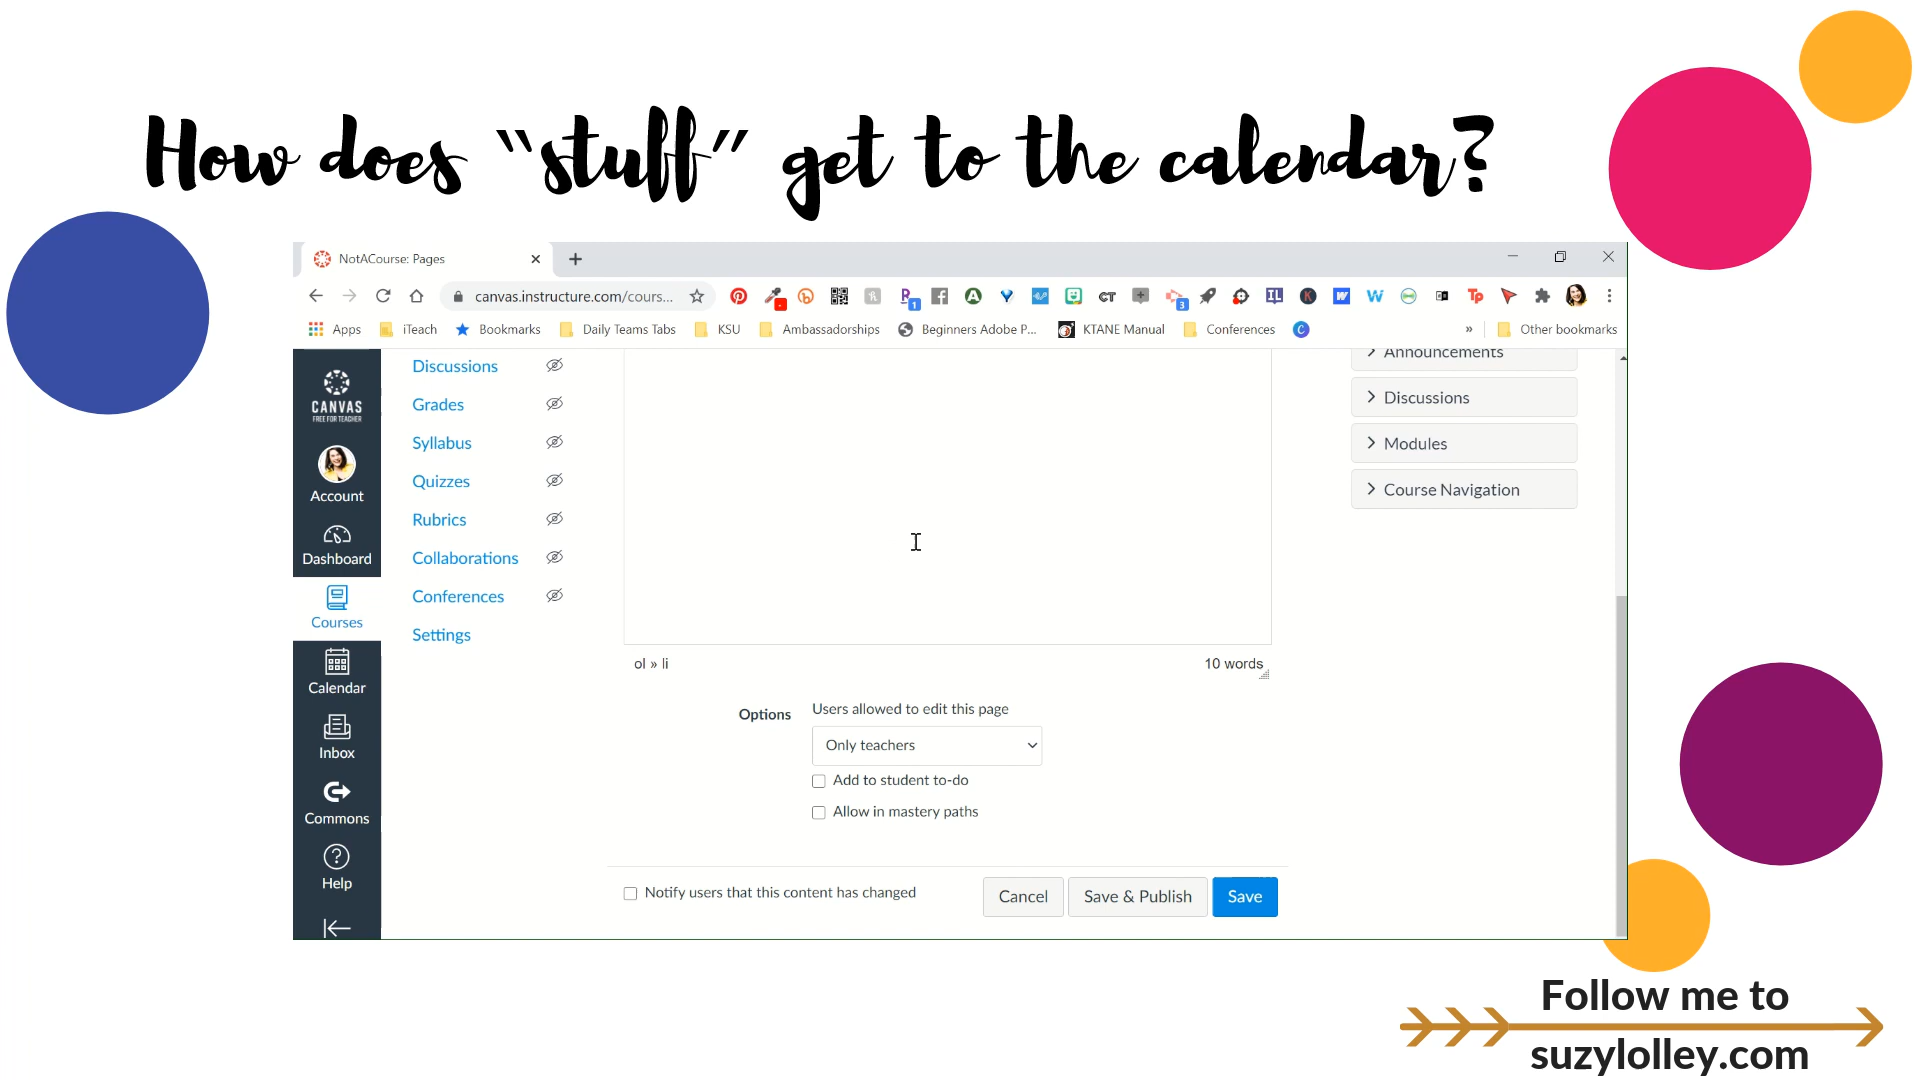 How does “stuff” get to the calendar?
NotACourse: Pages
canvas.instructure.com/cours...
Apps iTeach Bookmarks Daily Teams Tabs KSU Ambassadorships Beginners Adobe P... KTANE Manual Conferences » Other bookmarks
CANVAS
FREE FOR TEACHER
Account
Dashboard
Courses
Calendar
Inbox
Commons
Help
Discussions
Grades
Syllabus
Quizzes
Rubrics
Collaborations
Conferences
Settings
ol » li
10 words
Options
Users allowed to edit this page
Only teachers
Add to student to-do
Allow in mastery paths
Notify users that this content has changed
Cancel
Save & Publish
Save
Announcements
Discussions
Modules
Course Navigation
Follow me to
suzylolley.com